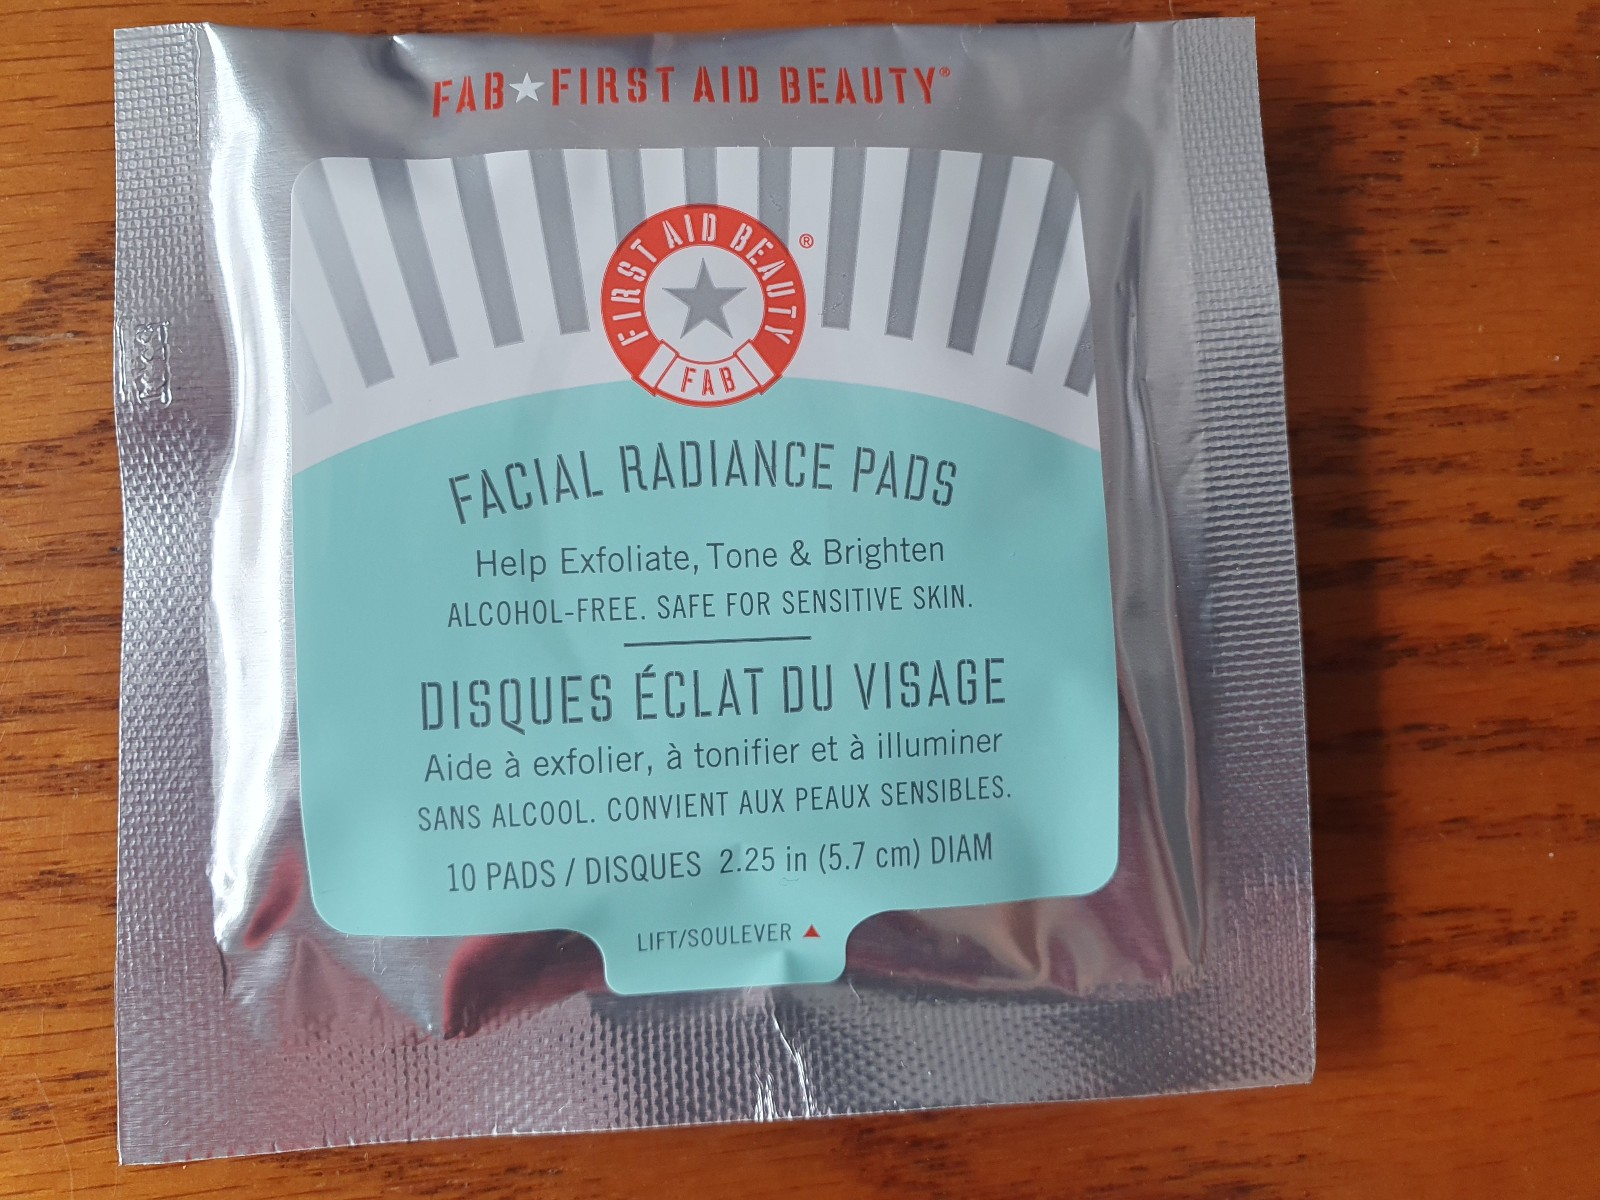 FAB★FIRST AID BEAUTY®
FIRST AID BEAUTY ®
FAB
FACIAL RADIANCE PADS
Help Exfoliate, Tone & Brighten
ALCOHOL-FREE. SAFE FOR SENSITIVE SKIN.
DISQUES ÉCLAT DU VISAGE
Aide à exfolier, à tonifier et à illuminer
SANS ALCOOL. CONVIENT AUX PEAUX SENSIBLES.
10 PADS / DISQUES 2.25 in (5.7 cm) DIAM
LIFT/SOULEVER ▲